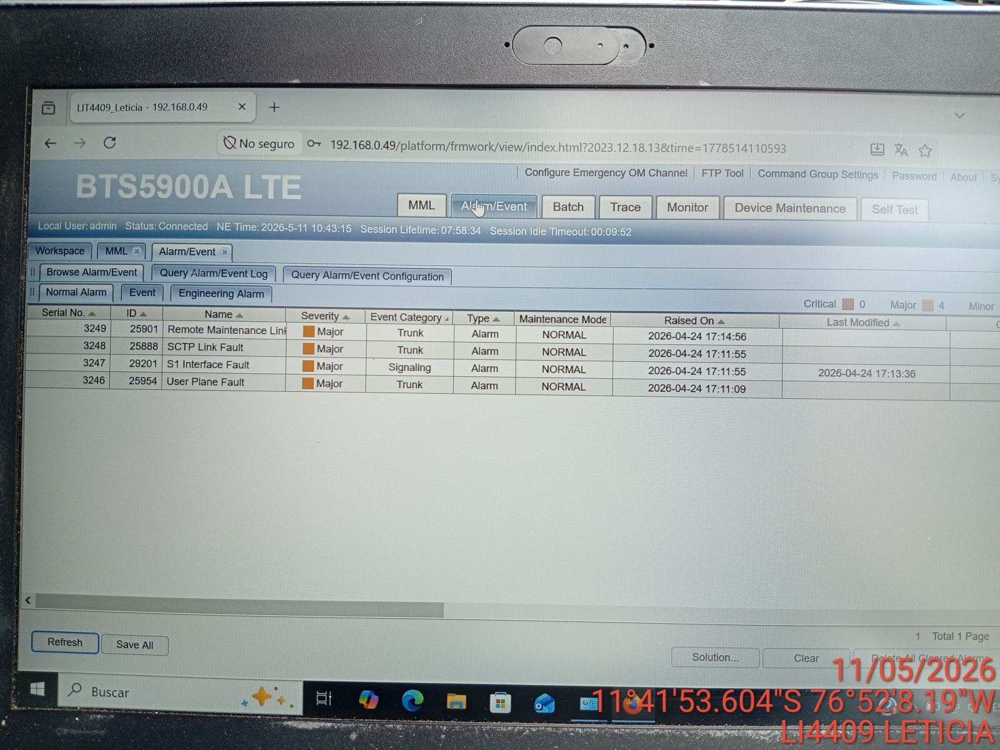 LIT4409_Leticia - 192.168.0.49
No seguro 192.168.0.49/platform/frmwork/view/index.html?2023.12.18.13&time=1778514110593
BTS5900A LTE
Configure Emergency OM Channel FTP Tool Command Group Settings Password About
MML Alarm/Event Batch Trace Monitor Device Maintenance Self Test
Local User: admin Status: Connected NE Time: 2026-5-11 10:43:15 Session Lifetime: 07:58:34 Session Idle Timeout: 00:09:52
Workspace MML Alarm/Event
Browse Alarm/Event Query Alarm/Event Log Query Alarm/Event Configuration
Normal Alarm Event Engineering Alarm
Critical 0 Major 4 Minor
Serial No. ID Name Severity Event Category Type Maintenance Mode Raised On Last Modified
3249 25901 Remote Maintenance Link Major Trunk Alarm NORMAL 2026-04-24 17:14:56
3248 25888 SCTP Link Fault Major Trunk Alarm NORMAL 2026-04-24 17:11:55
3247 29201 S1 Interface Fault Major Signaling Alarm NORMAL 2026-04-24 17:11:55 2026-04-24 17:13:36
3246 25954 User Plane Fault Major Trunk Alarm NORMAL 2026-04-24 17:11:09
1 Total 1 Page
Refresh Save All
Solution... Clear Delete All Cleared Alarms
Buscar
11/05/2026
11°41'53.604"S 76°52'8.19"W
LI4409 LETICIA